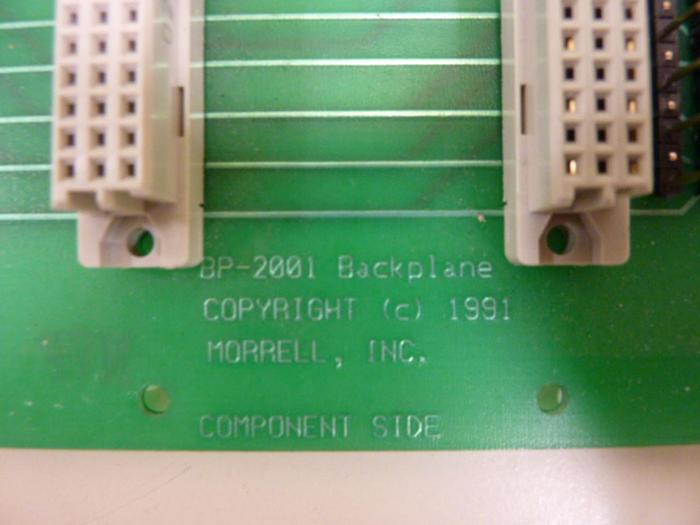 BP-2001 Backplane
COPYRIGHT (c) 1991
MORRELL, INC.
COMPONENT SIDE